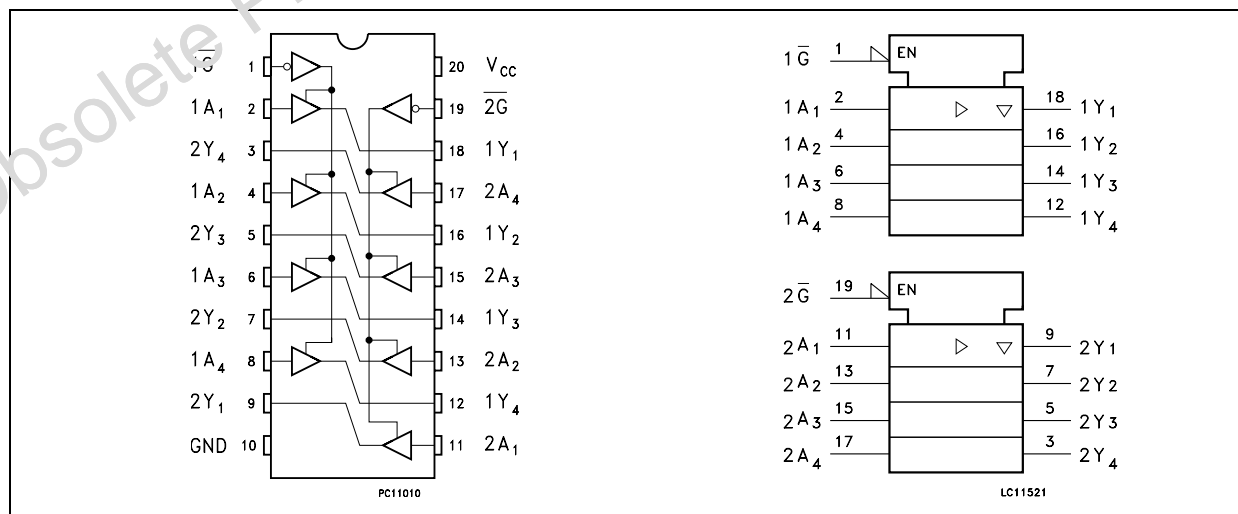 Obsolete P
1G̅ 1 20 V_CC
1A₁ 2 19 2G̅
2Y₄ 3 18 1Y₁
1A₂ 4 17 2A₄
2Y₃ 5 16 1Y₂
1A₃ 6 15 2A₃
2Y₂ 7 14 1Y₃
1A₄ 8 13 2A₂
2Y₁ 9 12 1Y₄
GND 10 11 2A₁
PC11010
1G̅ 1 EN
1A₁ 2 18 1Y₁
1A₂ 4 16 1Y₂
1A₃ 6 14 1Y₃
1A₄ 8 12 1Y₄
2G̅ 19 EN
2A₁ 11 9 2Y₁
2A₂ 13 7 2Y₂
2A₃ 15 5 2Y₃
2A₄ 17 3 2Y₄
LC11521